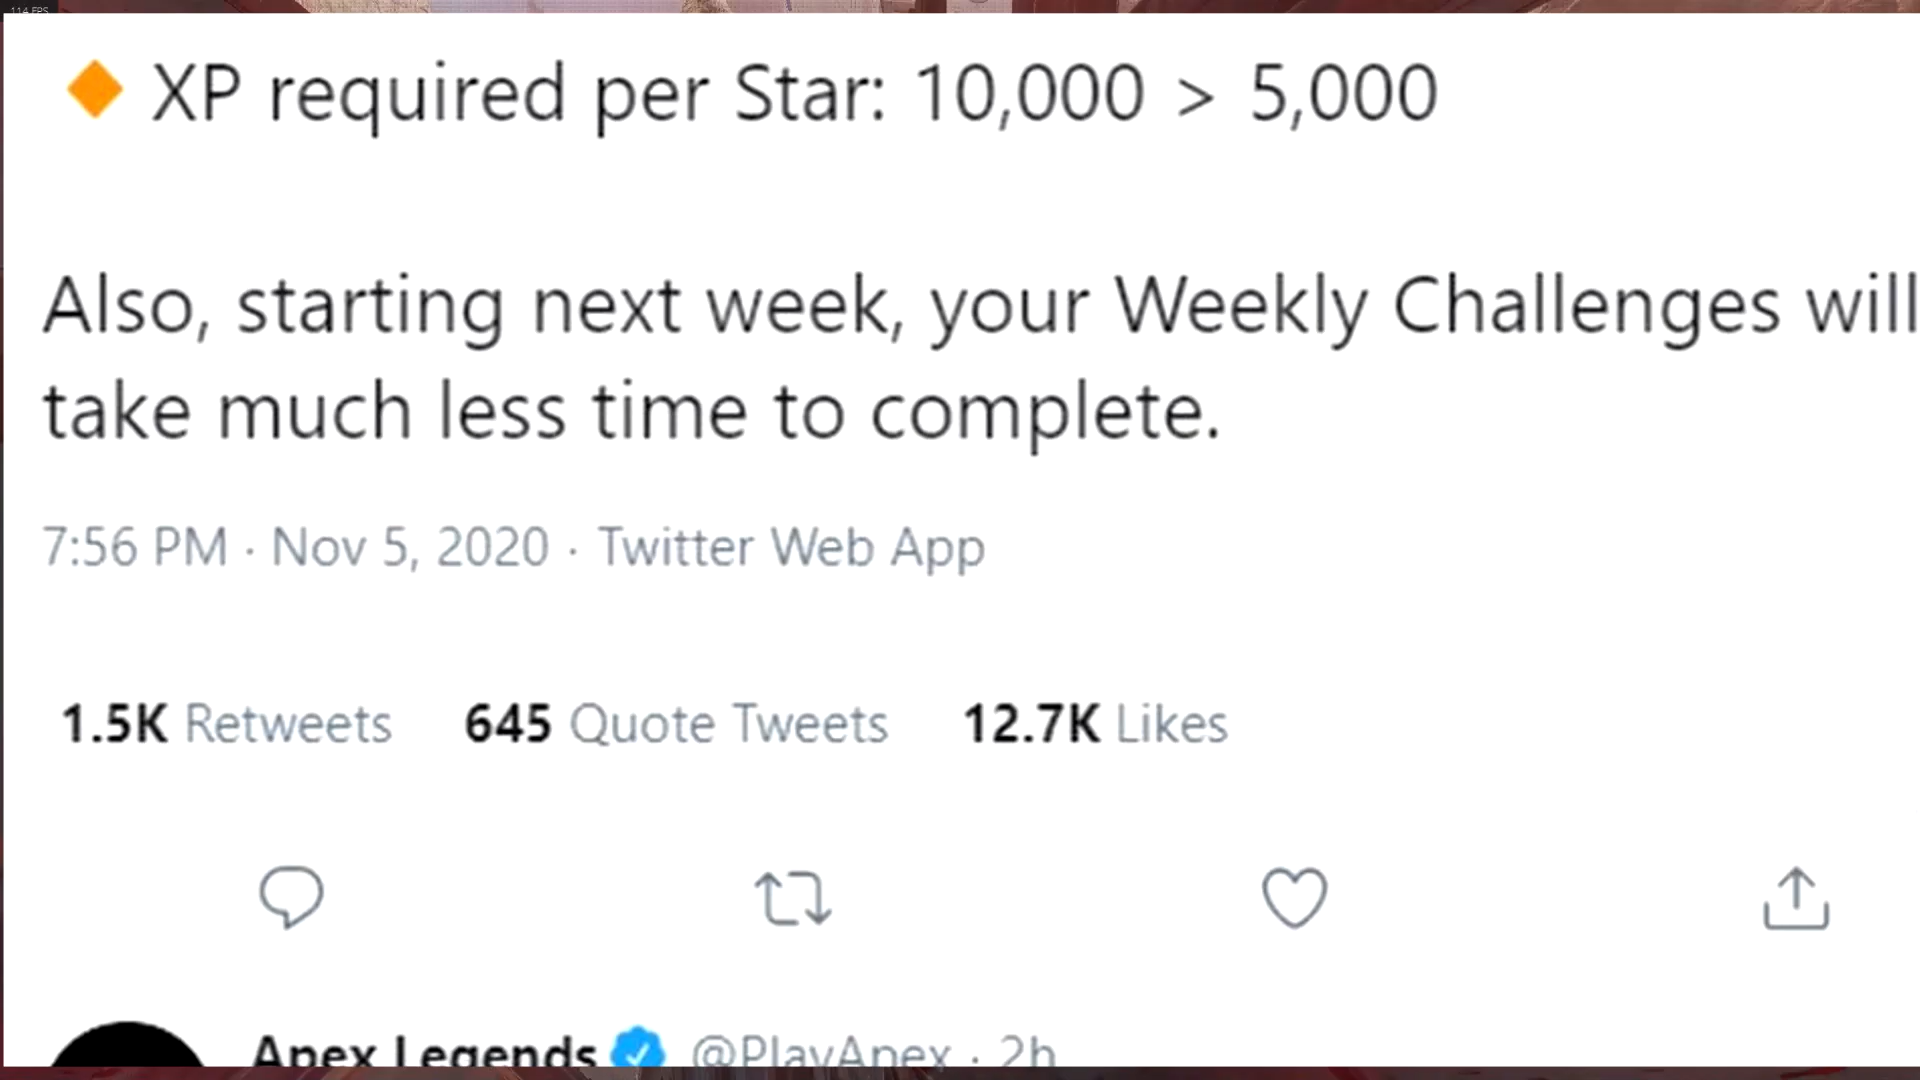 114 FPS
🔶 XP required per Star: 10,000 > 5,000
Also, starting next week, your Weekly Challenges will
take much less time to complete.
7:56 PM · Nov 5, 2020 · Twitter Web App
1.5K Retweets 645 Quote Tweets 12.7K Likes
Apex Legends @PlayApex · 2h